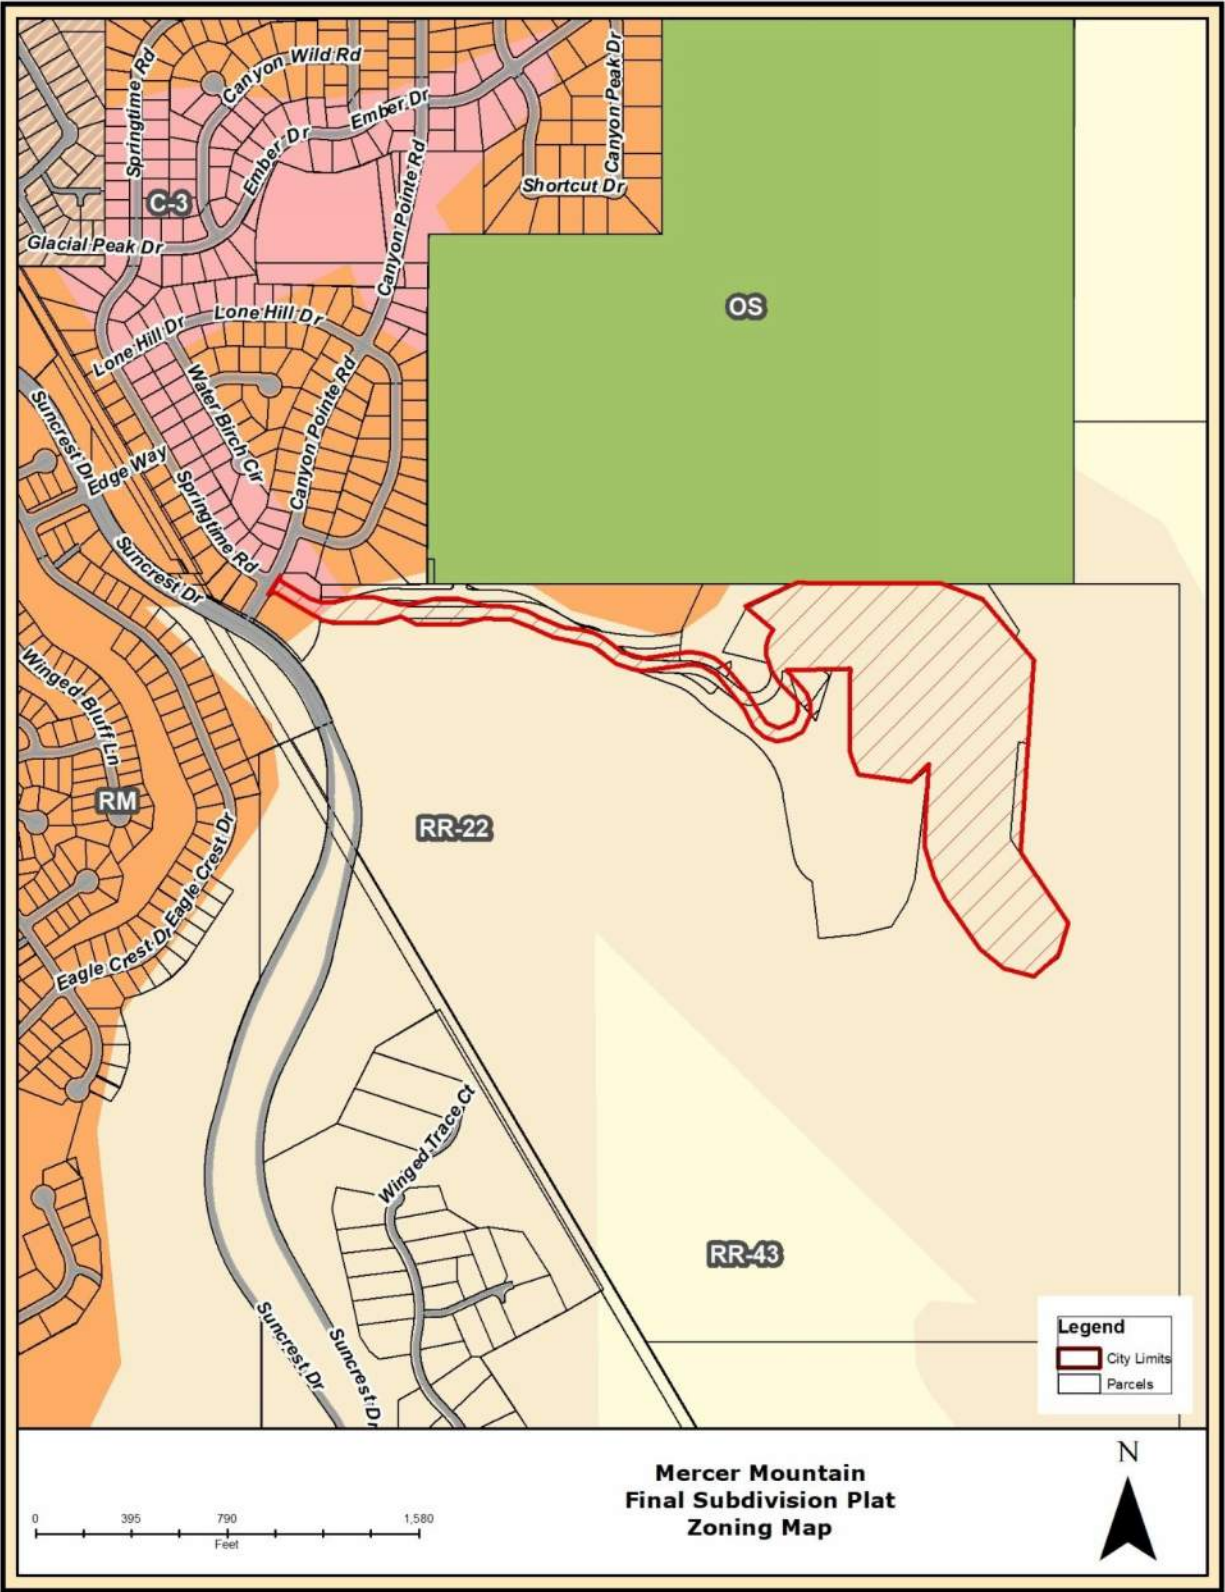 Springtime Rd
Canyon Wild Rd
Ember Dr
Ember Dr
Canyon Peak Dr
Shortcut Dr
C-3
Canyon Pointe Rd
Glacial Peak Dr
OS
Lone Hill Dr
Lone Hill Dr
Water Birch Cir
Canyon Pointe Rd
Suncrest Dr
Edge Way
Springtime Rd
Suncrest Dr
Winged Bluff Ln
RM
RR-22
Eagle Crest Dr
Eagle Crest Dr
Winged Trace Ct
RR-43
Suncrest Dr
Suncrest Dr
Legend
City Limits
Parcels
Mercer Mountain
Final Subdivision Plat
Zoning Map
N
0 395 790 1,580
Feet